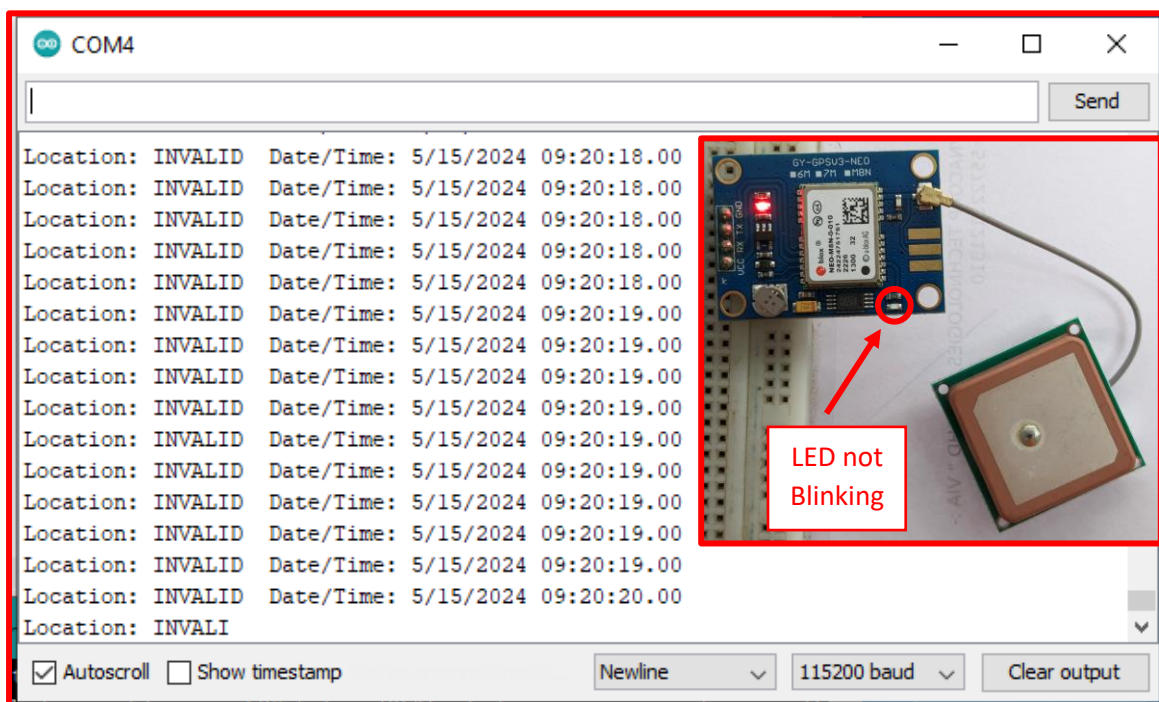 COM4
Send
Location: INVALID  Date/Time: 5/15/2024 09:20:18.00
Location: INVALID  Date/Time: 5/15/2024 09:20:18.00
Location: INVALID  Date/Time: 5/15/2024 09:20:18.00
Location: INVALID  Date/Time: 5/15/2024 09:20:18.00
Location: INVALID  Date/Time: 5/15/2024 09:20:18.00
Location: INVALID  Date/Time: 5/15/2024 09:20:19.00
Location: INVALID  Date/Time: 5/15/2024 09:20:19.00
Location: INVALID  Date/Time: 5/15/2024 09:20:19.00
Location: INVALID  Date/Time: 5/15/2024 09:20:19.00
Location: INVALID  Date/Time: 5/15/2024 09:20:19.00
Location: INVALID  Date/Time: 5/15/2024 09:20:19.00
Location: INVALID  Date/Time: 5/15/2024 09:20:19.00
Location: INVALID  Date/Time: 5/15/2024 09:20:19.00
Location: INVALID  Date/Time: 5/15/2024 09:20:19.00
Location: INVALID  Date/Time: 5/15/2024 09:20:20.00
Location: INVALI
GY-GPSV3-NEO
6M 7M M8N
VCC RX TX GND
NEO-M8N-0-010
TECHNOLOGIES
VIA
LED not
Blinking
Autoscroll
Show timestamp
Newline
115200 baud
Clear output